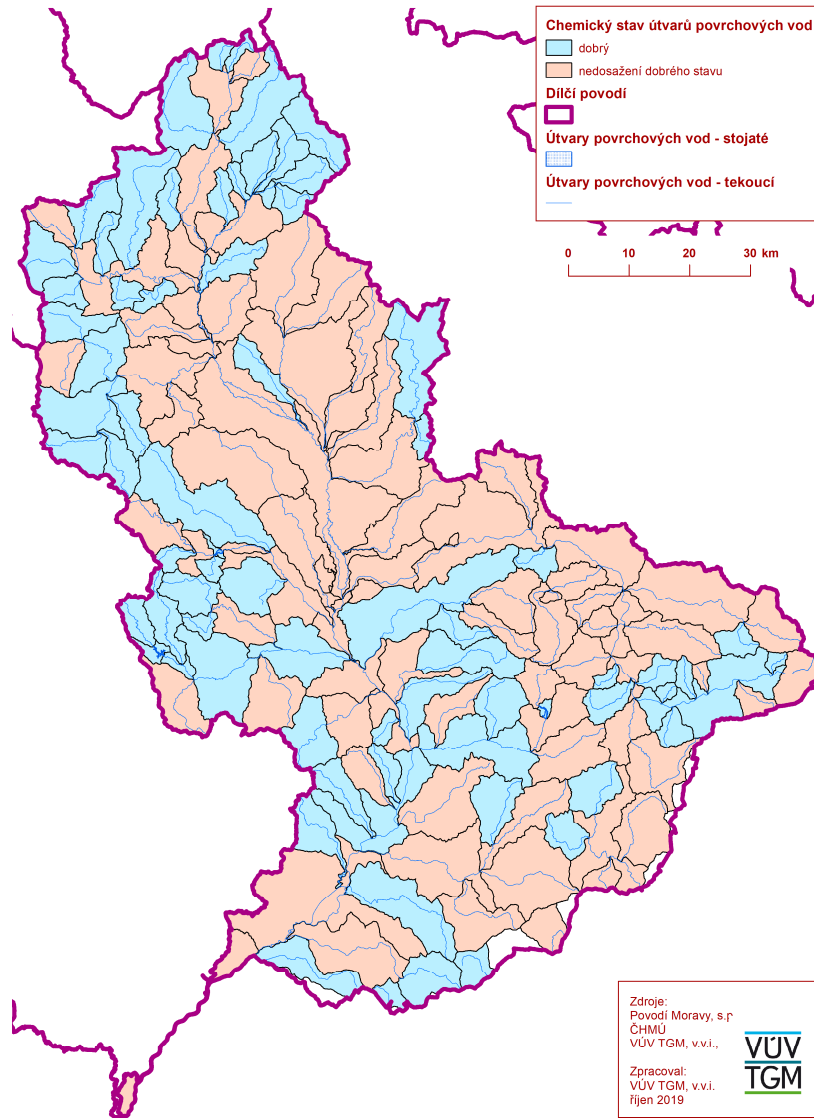 Chemický stav útvarů povrchových vod
dobrý
nedosažení dobrého stavu
Dílčí povodí
Útvary povrchových vod - stojaté
Útvary povrchových vod - tekoucí
0 10 20 30 km
Zdroje:
Povodí Moravy, s.p
ČHMÚ
VÚV TGM, v.v.i.,
Zpracoval:
VÚV TGM, v.v.i.
říjen 2019
VÚV
TGM